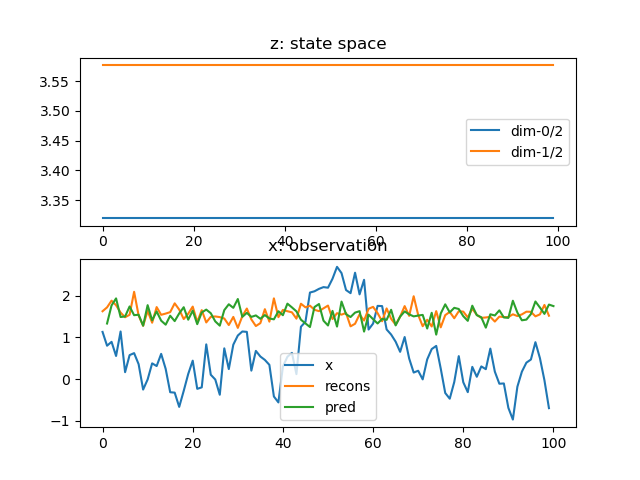 z: state space
3.55
3.50
3.45
3.40
3.35
dim-0/2
dim-1/2
0 20 40 60 80 100
x: observation
2
1
0
−1
x
recons
pred
0 20 40 60 80 100